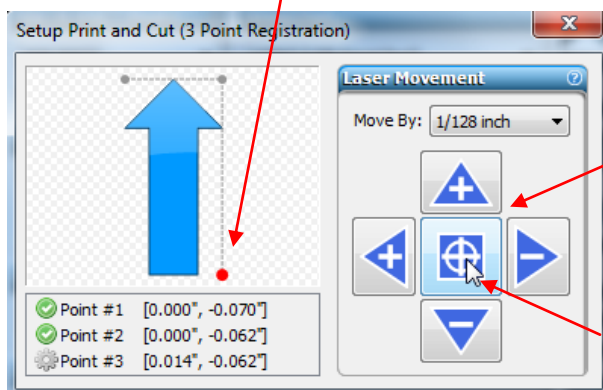 Setup Print and Cut (3 Point Registration)
Laser Movement
Move By: 1/128 inch
Point #1 [0.000", -0.070"]
Point #2 [0.000", -0.062"]
Point #3 [0.014", -0.062"]